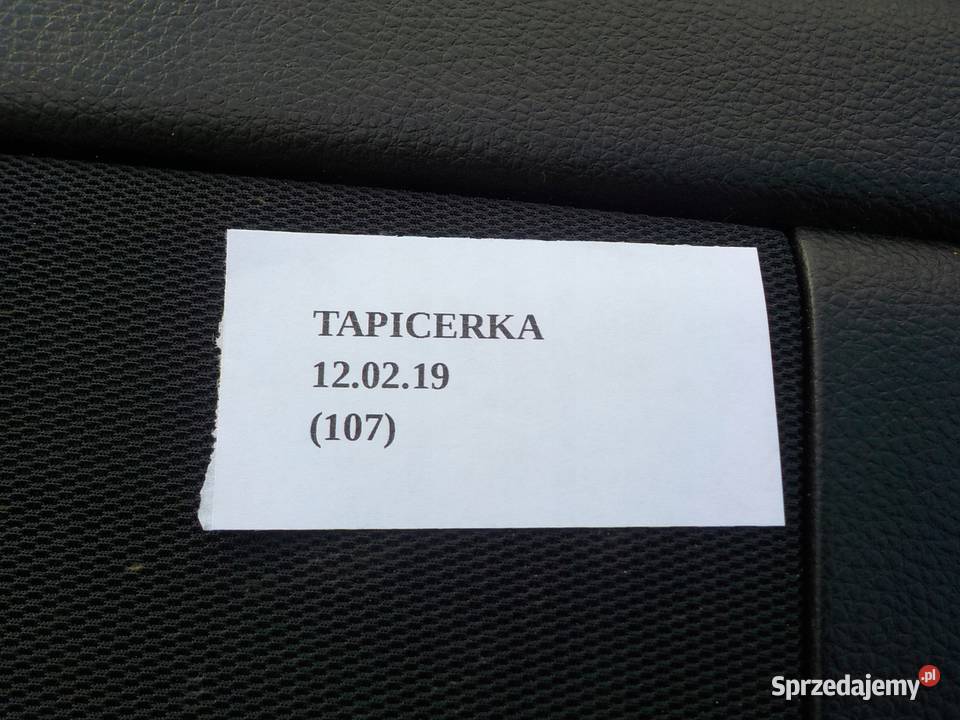 TAPICERKA
12.02.19
(107)
Sprzedajemy.pl